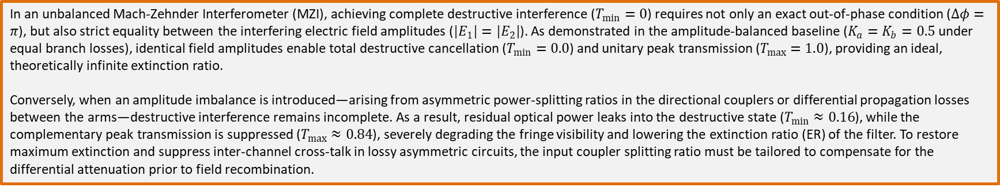 In an unbalanced Mach-Zehnder Interferometer (MZI), achieving complete destructive interference (T_min = 0) requires not only an exact out-of-phase condition (Δϕ =
π), but also strict equality between the interfering electric field amplitudes (|E₁| = |E₂|). As demonstrated in the amplitude-balanced baseline (K_a = K_b = 0.5 under
equal branch losses), identical field amplitudes enable total destructive cancellation (T_min = 0.0) and unitary peak transmission (T_max = 1.0), providing an ideal,
theoretically infinite extinction ratio.
Conversely, when an amplitude imbalance is introduced—arising from asymmetric power-splitting ratios in the directional couplers or differential propagation losses
between the arms—destructive interference remains incomplete. As a result, residual optical power leaks into the destructive state (T_min ≈ 0.16), while the
complementary peak transmission is suppressed (T_max ≈ 0.84), severely degrading the fringe visibility and lowering the extinction ratio (ER) of the filter. To restore
maximum extinction and suppress inter-channel cross-talk in lossy asymmetric circuits, the input coupler splitting ratio must be tailored to compensate for the
differential attenuation prior to field recombination.